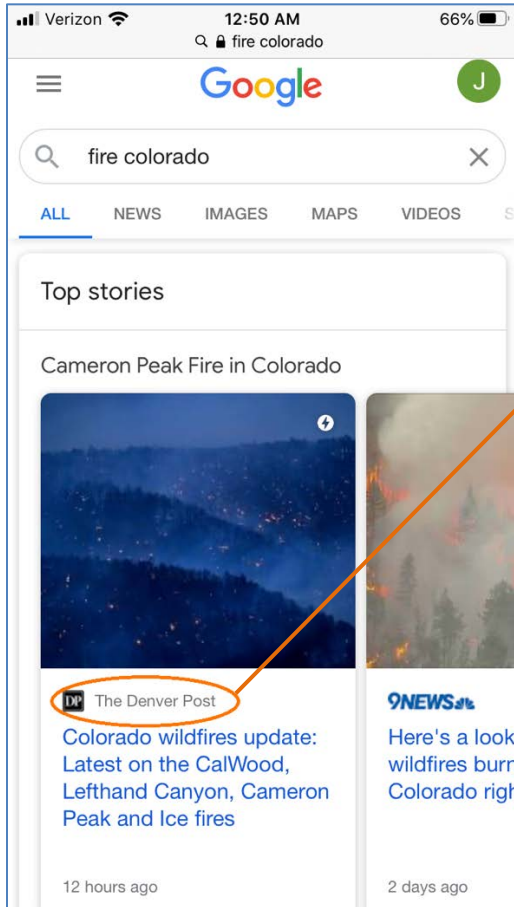 Verizon 12:50 AM 66%
fire colorado
Google J
fire colorado
ALL NEWS IMAGES MAPS VIDEOS S
Top stories
Cameron Peak Fire in Colorado
DP The Denver Post
Colorado wildfires update:
Latest on the CalWood,
Lefthand Canyon, Cameron
Peak and Ice fires
12 hours ago
9NEWS
Here's a look
wildfires burn
Colorado righ
2 days ago